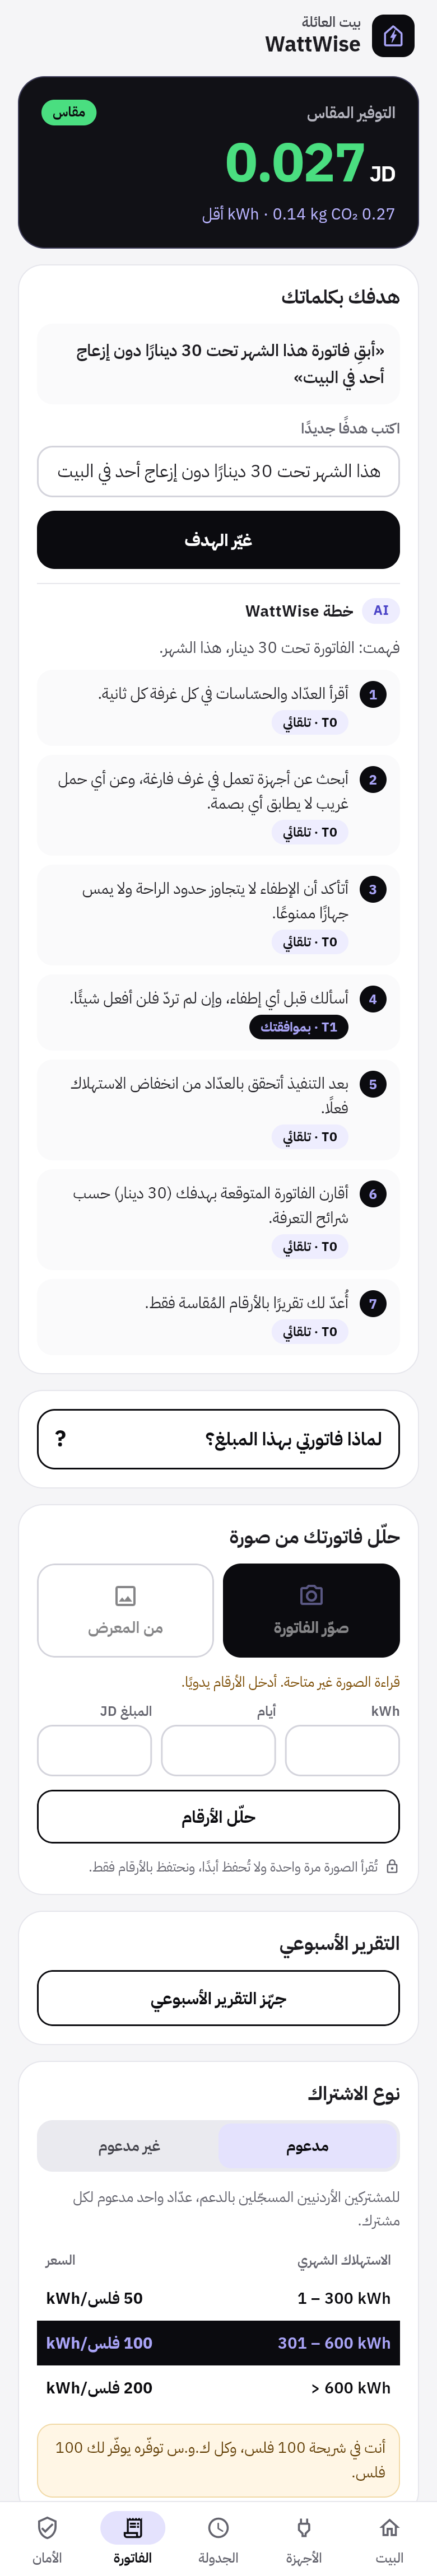 بيت العائلة
WattWise
التوفير المقاس
مقاس
0.027 JD
0.27 kWh · 0.14 kg CO₂ أقل
هدفك بكلماتك
«أبقِ فاتورة هذا الشهر تحت 30 دينارًا دون إزعاج
أحد في البيت»
اكتب هدفًا جديدًا
هذا الشهر تحت 30 دينارًا دون إزعاج أحد في البيت
غيّر الهدف
AI
خطة WattWise
فهمت: الفاتورة تحت 30 دينار، هذا الشهر.
1
أقرأ العدّاد والحسّاسات في كل غرفة كل ثانية.
T0 · تلقائي
2
أبحث عن أجهزة تعمل في غرف فارغة، وعن أي حمل
غريب لا يطابق أي بصمة.
T0 · تلقائي
3
أتأكد أن الإطفاء لا يتجاوز حدود الراحة ولا يمس
جهازًا ممنوعًا.
T0 · تلقائي
4
أسألك قبل أي إطفاء، وإن لم تردّ فلن أفعل شيئًا.
T1 · بموافقتك
5
بعد التنفيذ أتحقق بالعدّاد من انخفاض الاستهلاك
فعلًا.
T0 · تلقائي
6
أقارن الفاتورة المتوقعة بهدفك (30 دينار) حسب
شرائح التعرفة.
T0 · تلقائي
7
أُعدّ لك تقريرًا بالأرقام المُقاسة فقط.
T0 · تلقائي
لماذا فاتورتي بهذا المبلغ؟
?
حلّل فاتورتك من صورة
صوّر الفاتورة
من المعرض
قراءة الصورة غير متاحة. أدخل الأرقام يدويًا.
kWh
أيام
المبلغ JD
حلّل الأرقام
تُقرأ الصورة مرة واحدة ولا تُحفظ أبدًا، ونحتفظ بالأرقام فقط.
التقرير الأسبوعي
جهّز التقرير الأسبوعي
نوع الاشتراك
مدعوم
غير مدعوم
للمشتركين الأردنيين المسجّلين بالدعم، عدّاد واحد مدعوم لكل
مشترك.
الاستهلاك الشهري
السعر
1 – 300 kWh
50 فلس/kWh
301 – 600 kWh
100 فلس/kWh
> 600 kWh
200 فلس/kWh
أنت في شريحة 100 فلس، وكل ك.و.س توفّره يوفّر لك 100
فلس.
البيت
الأجهزة
الجدولة
الفاتورة
الأمان